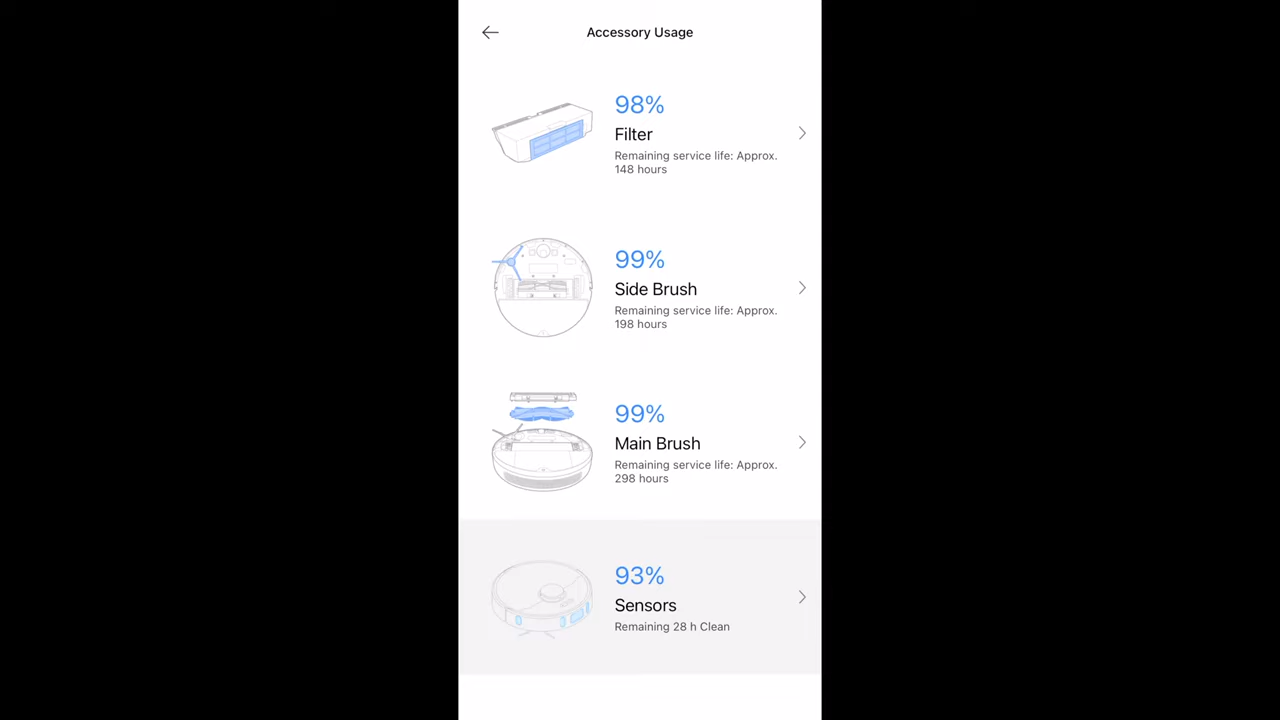 Accessory Usage
98%
Filter
Remaining service life: Approx.
148 hours
99%
Side Brush
Remaining service life: Approx.
198 hours
99%
Main Brush
Remaining service life: Approx.
298 hours
93%
Sensors
Remaining 28 h Clean